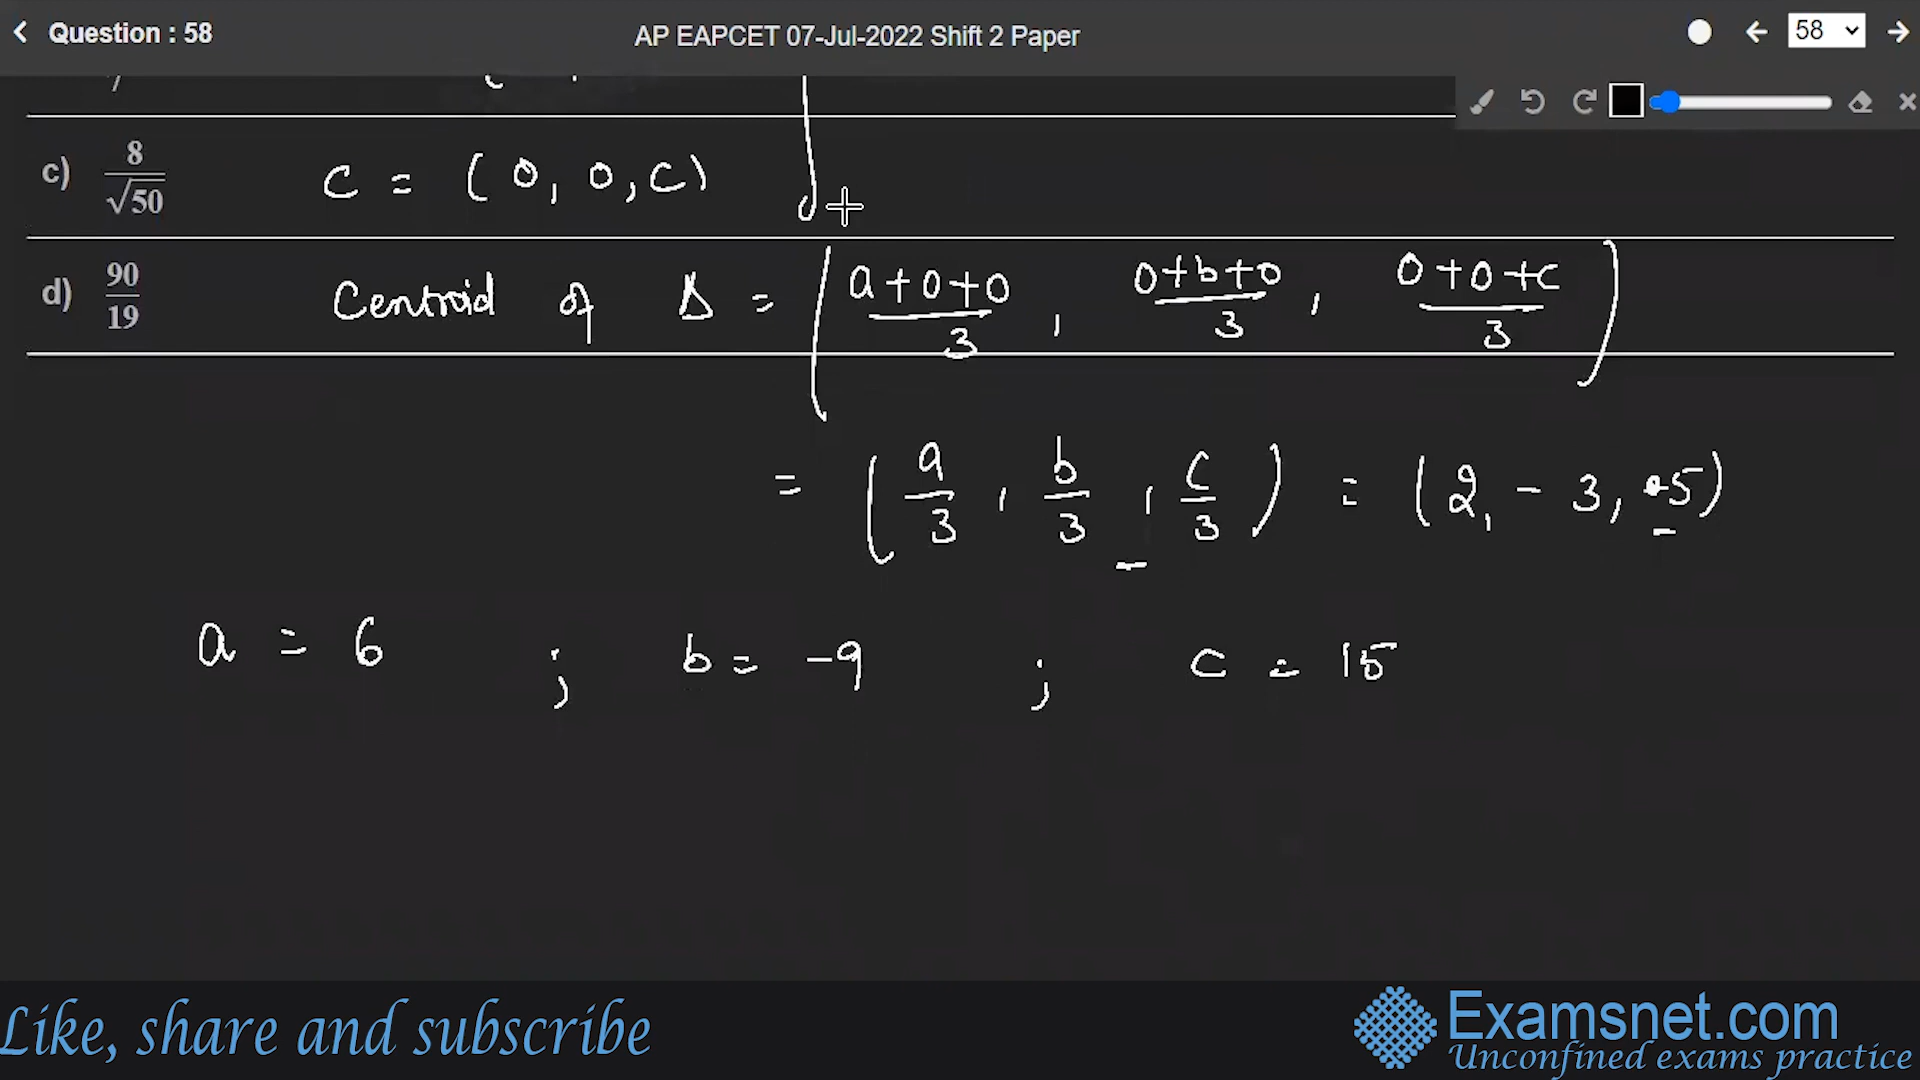 Question : 58
AP EAPCET 07-Jul-2022 Shift 2 Paper
58
c) 8/√50 C = (0, 0, c)
d) 90/19 Centroid of Δ = ( a+0+0/3 , 0+b+0/3 , 0+0+c/3 )
= ( a/3 , b/3 , c/3 ) = (2, -3, 5)
a = 6 ; b = -9 ; c = 15
Like, share and subscribe
Examsnet.com
Unconfined exams practice